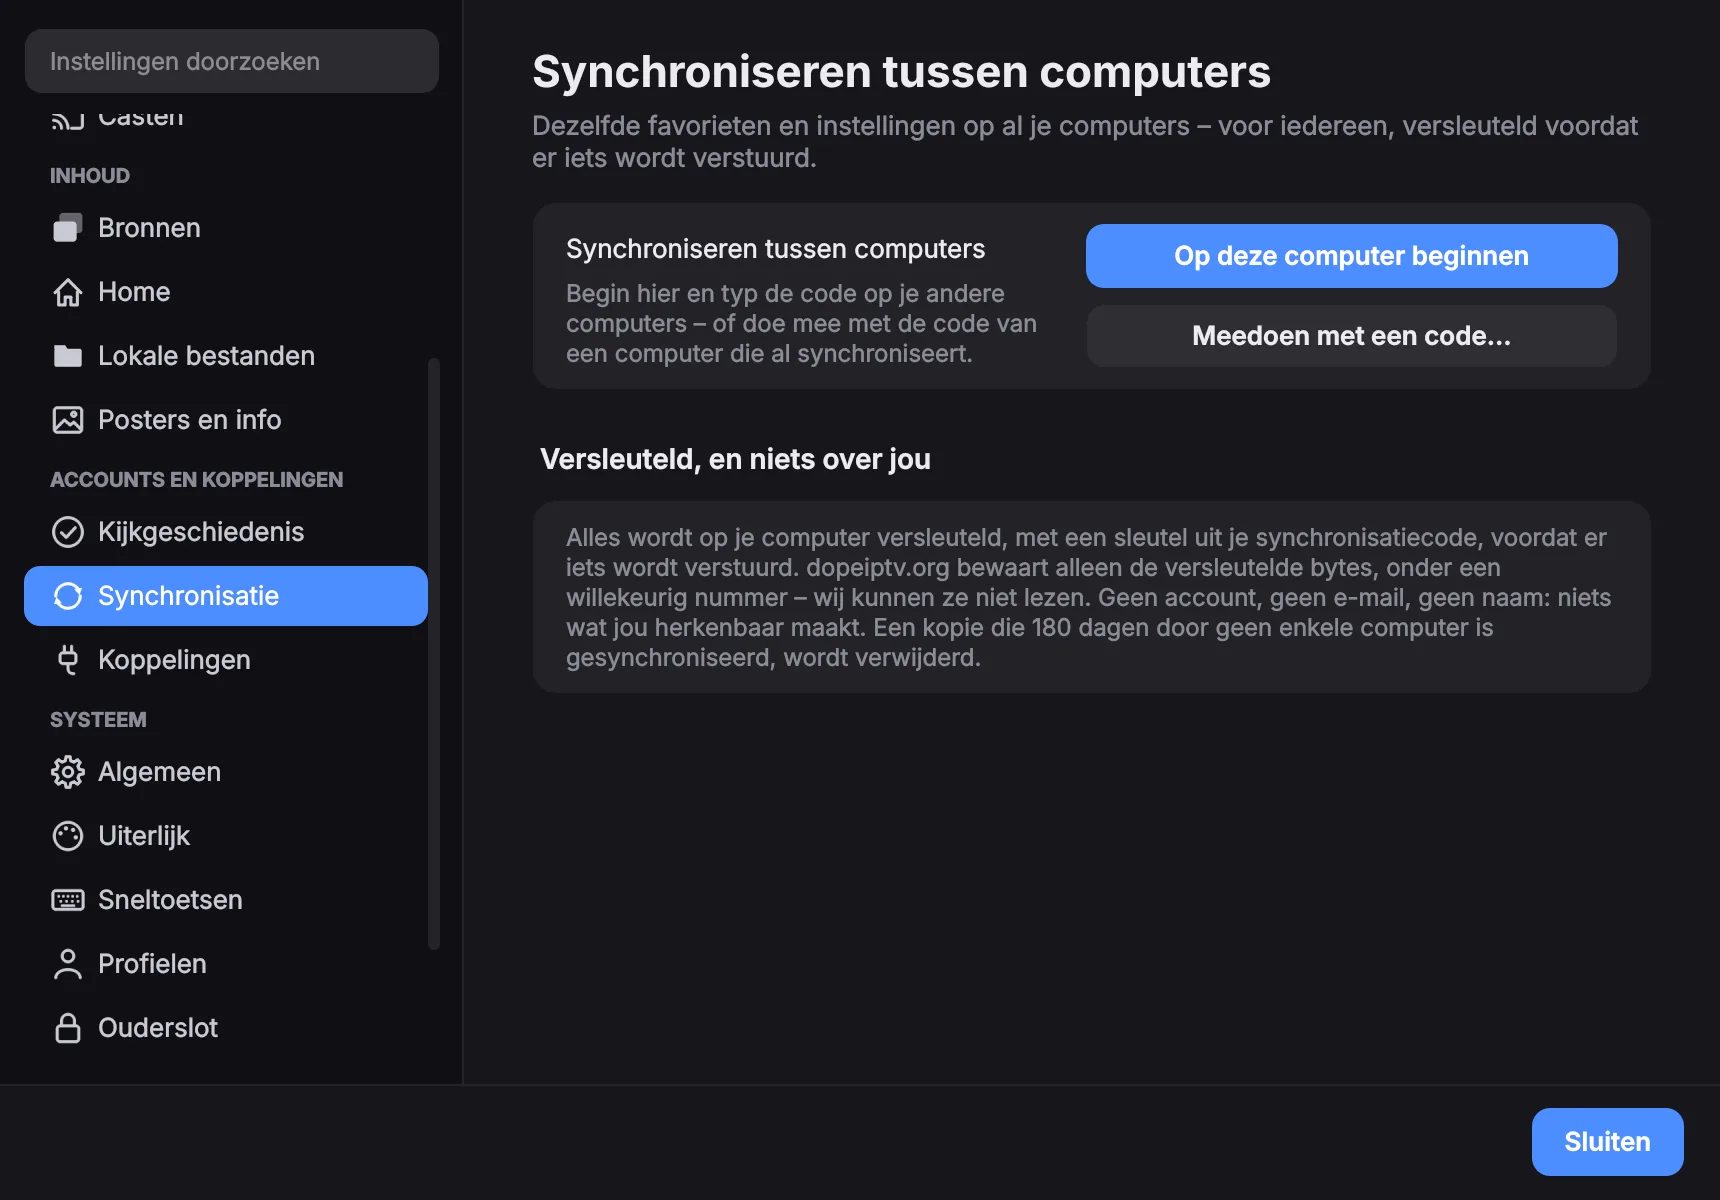 Instellingen doorzoeken
Casten
INHOUD
Bronnen
Home
Lokale bestanden
Posters en info
ACCOUNTS EN KOPPELINGEN
Kijkgeschiedenis
Synchronisatie
Koppelingen
SYSTEEM
Algemeen
Uiterlijk
Sneltoetsen
Profielen
Ouderslot
Synchroniseren tussen computers
Dezelfde favorieten en instellingen op al je computers – voor iedereen, versleuteld voordat
er iets wordt verstuurd.
Synchroniseren tussen computers
Begin hier en typ de code op je andere
computers – of doe mee met de code van
een computer die al synchroniseert.
Op deze computer beginnen
Meedoen met een code...
Versleuteld, en niets over jou
Alles wordt op je computer versleuteld, met een sleutel uit je synchronisatiecode, voordat er
iets wordt verstuurd. dopeiptv.org bewaart alleen de versleutelde bytes, onder een
willekeurig nummer – wij kunnen ze niet lezen. Geen account, geen e-mail, geen naam: niets
wat jou herkenbaar maakt. Een kopie die 180 dagen door geen enkele computer is
gesynchroniseerd, wordt verwijderd.
Sluiten